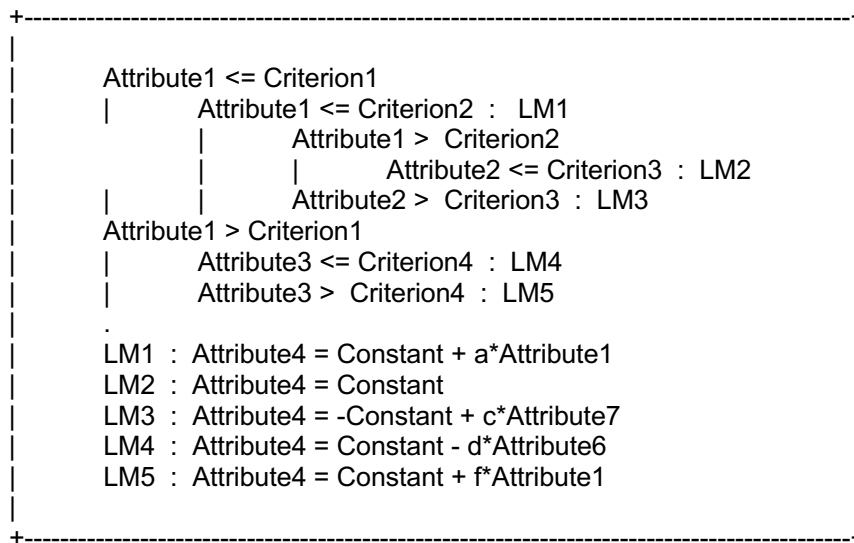 +--------------------------------------------------------------------------------------------+
|
|        Attribute1 <= Criterion1
|        |        Attribute1 <= Criterion2  :  LM1
|        |        |        Attribute1 >  Criterion2
|        |        |        |        Attribute2 <= Criterion3  :  LM2
|        |        |        Attribute2 >  Criterion3  : LM3
|        Attribute1 > Criterion1
|        |        Attribute3 <= Criterion4  :  LM4
|        |        Attribute3 >  Criterion4 : LM5
|        .
|        LM1  :  Attribute4 = Constant + a*Attribute1
|        LM2  :  Attribute4 = Constant
|        LM3  :  Attribute4 = -Constant + c*Attribute7
|        LM4  :  Attribute4 = Constant - d*Attribute6
|        LM5  :  Attribute4 = Constant + f*Attribute1
|
+--------------------------------------------------------------------------------------------+